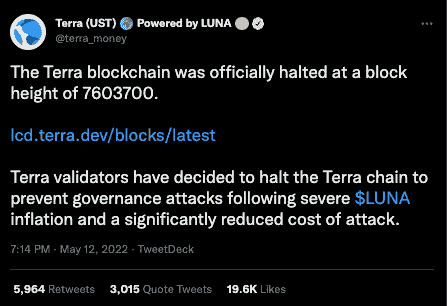 Terra (UST) 🌍 Powered by LUNA 🌕
@terra_money
The Terra blockchain was officially halted at a block
height of 7603700.
lcd.terra.dev/blocks/latest
Terra validators have decided to halt the Terra chain to
prevent governance attacks following severe $LUNA
inflation and a significantly reduced cost of attack.
7:14 PM · May 12, 2022 · TweetDeck
5,964 Retweets 3,015 Quote Tweets 19.6K Likes